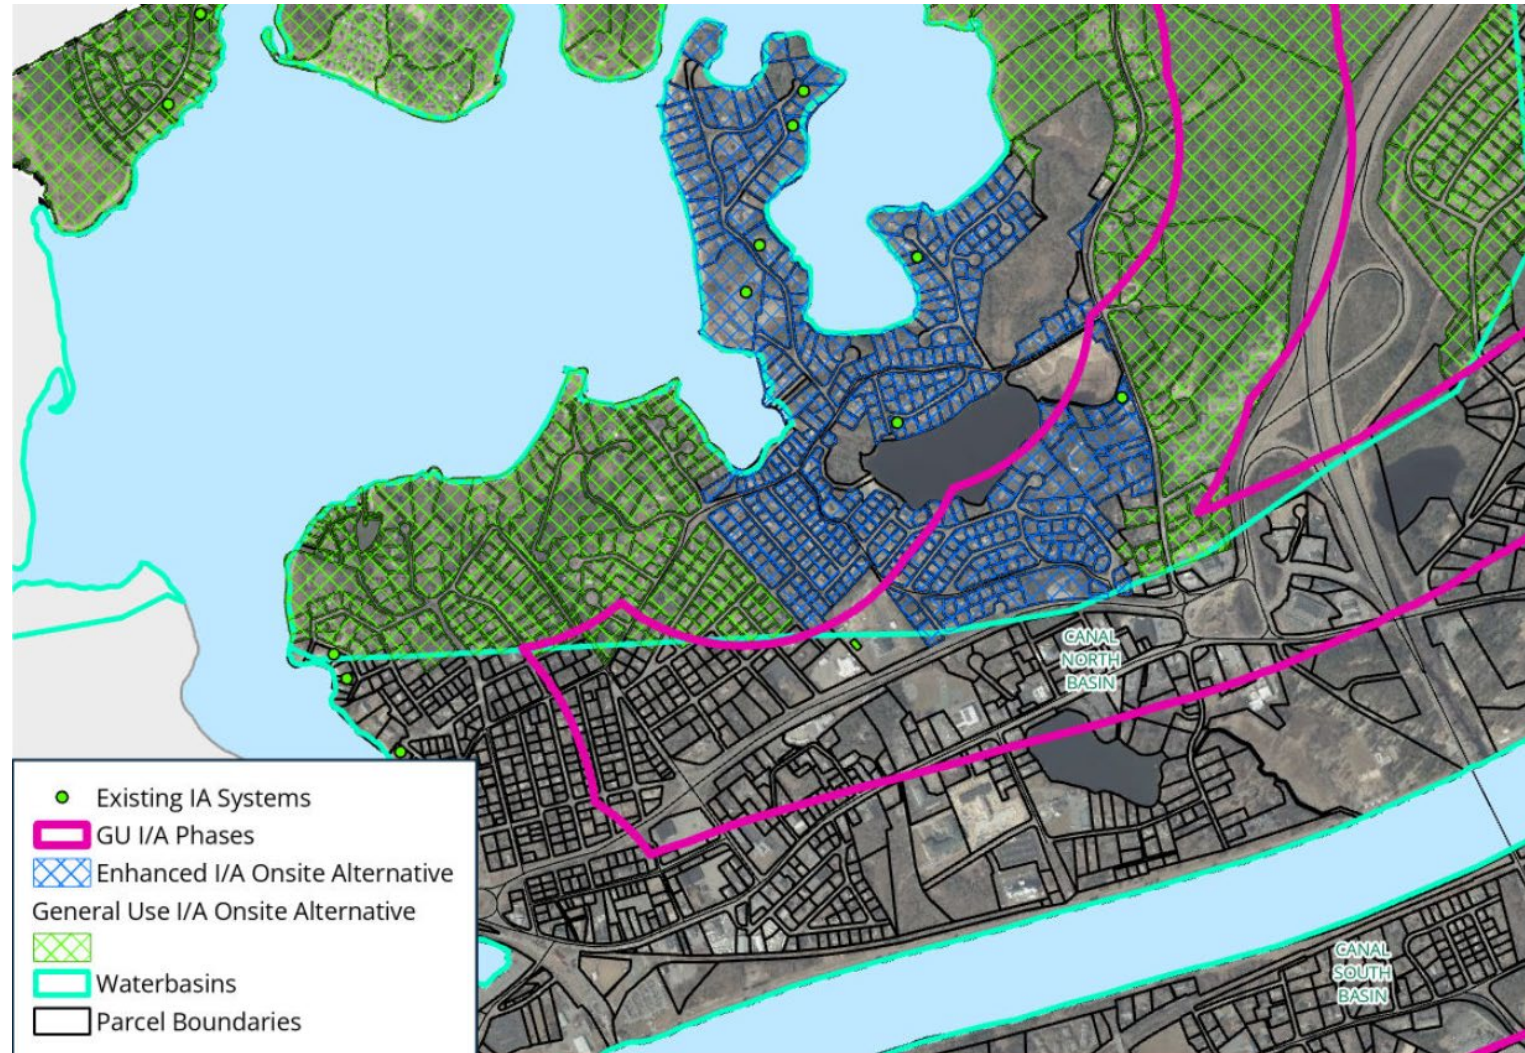 CANAL
NORTH
BASIN
CANAL
SOUTH
BASIN
Existing IA Systems
GU I/A Phases
Enhanced I/A Onsite Alternative
General Use I/A Onsite Alternative
Waterbasins
Parcel Boundaries